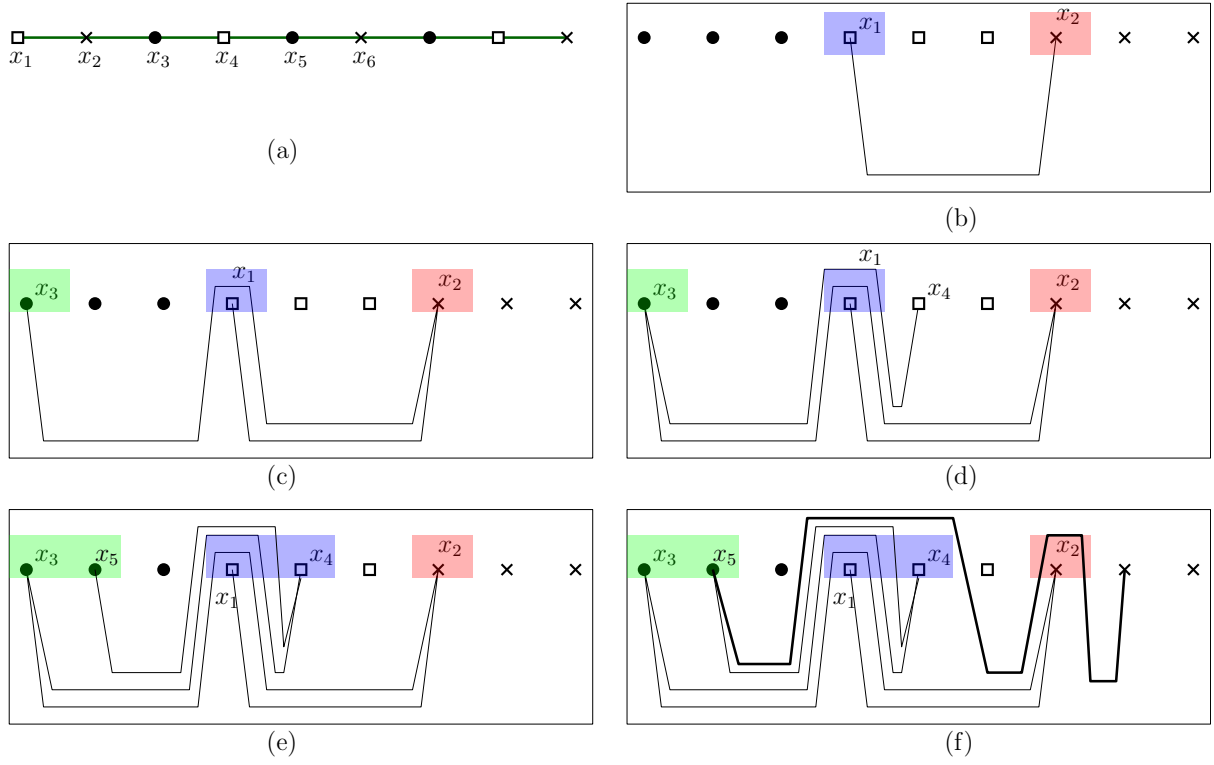 x₁ x₂ x₃ x₄ x₅ x₆
(a)
x₁ x₂
(b)
x₃ x₁ x₂
(c)
x₁
x₃ x₄ x₂
(d)
x₃ x₅ x₄ x₂
x₁
(e)
x₃ x₅ x₄ x₂
x₁
(f)